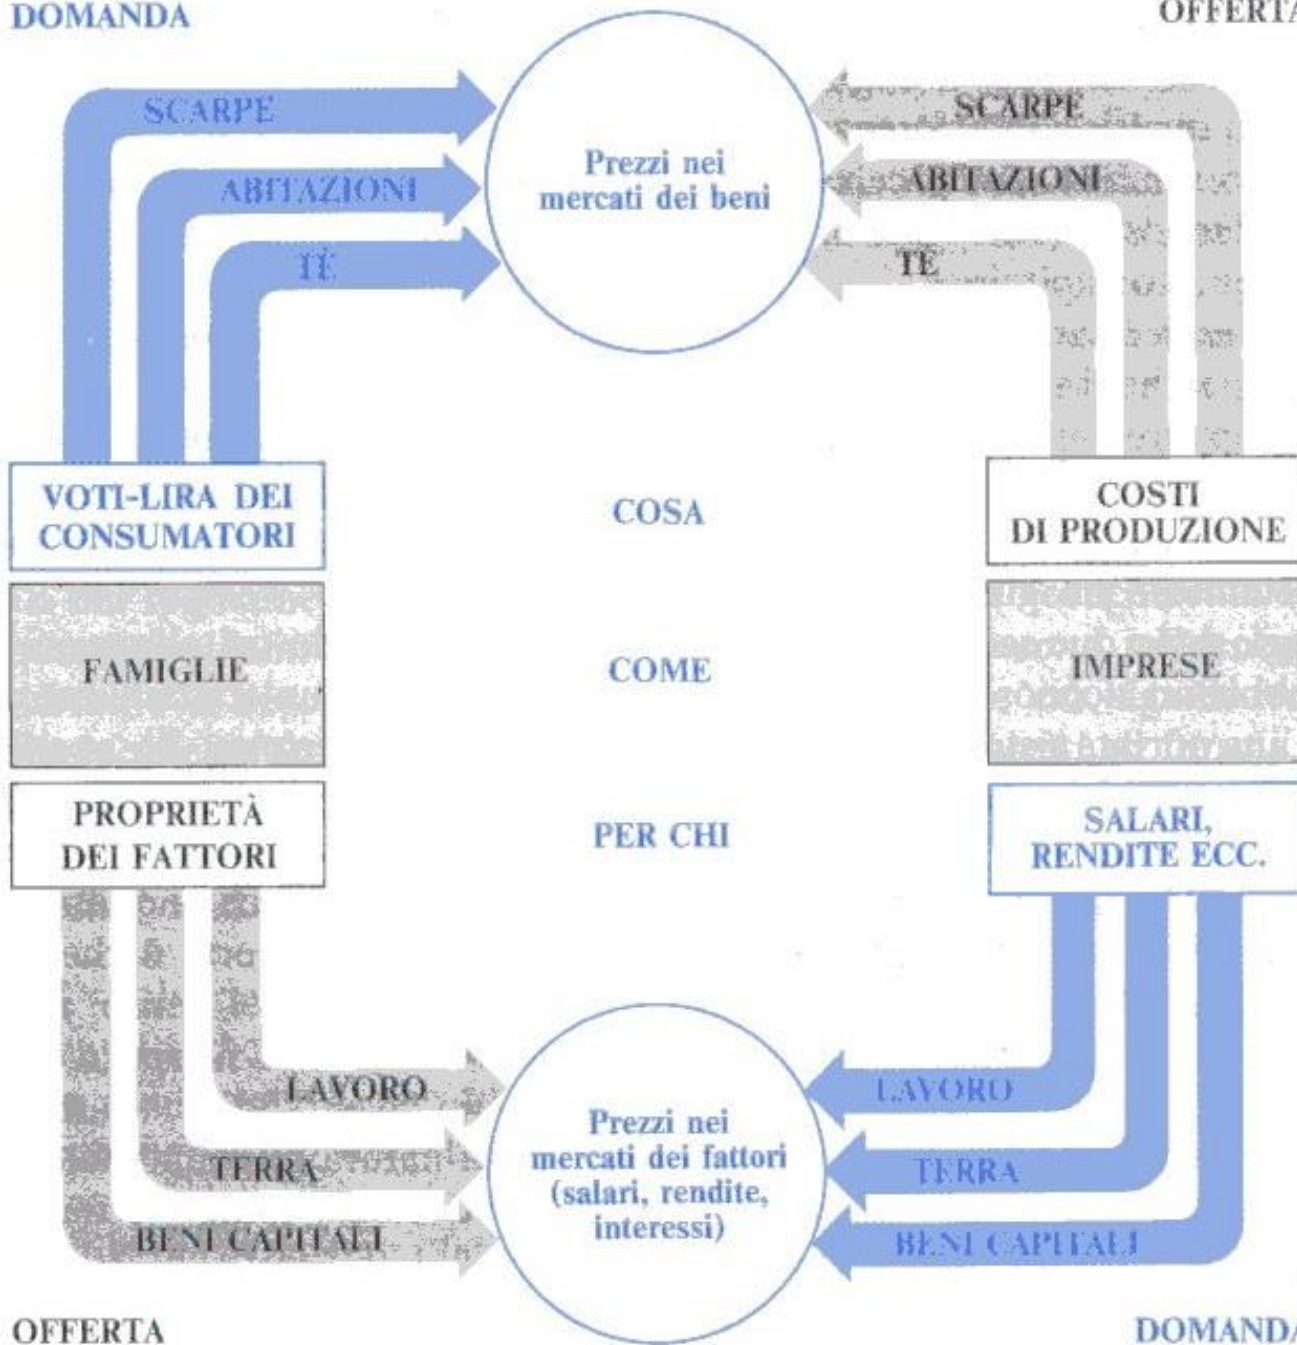 DOMANDA
OFFERTA
SCARPE
SCARPE
ABITAZIONI
ABITAZIONI
TÈ
TÈ
Prezzi nei
mercati dei beni
VOTI-LIRA DEI
CONSUMATORI
COSA
COSTI
DI PRODUZIONE
FAMIGLIE
COME
IMPRESE
PROPRIETÀ
DEI FATTORI
PER CHI
SALARI,
RENDITE ECC.
LAVORO
LAVORO
TERRA
TERRA
BENI CAPITALI
BENI CAPITALI
Prezzi nei
mercati dei fattori
(salari, rendite,
interessi)
OFFERTA
DOMANDA